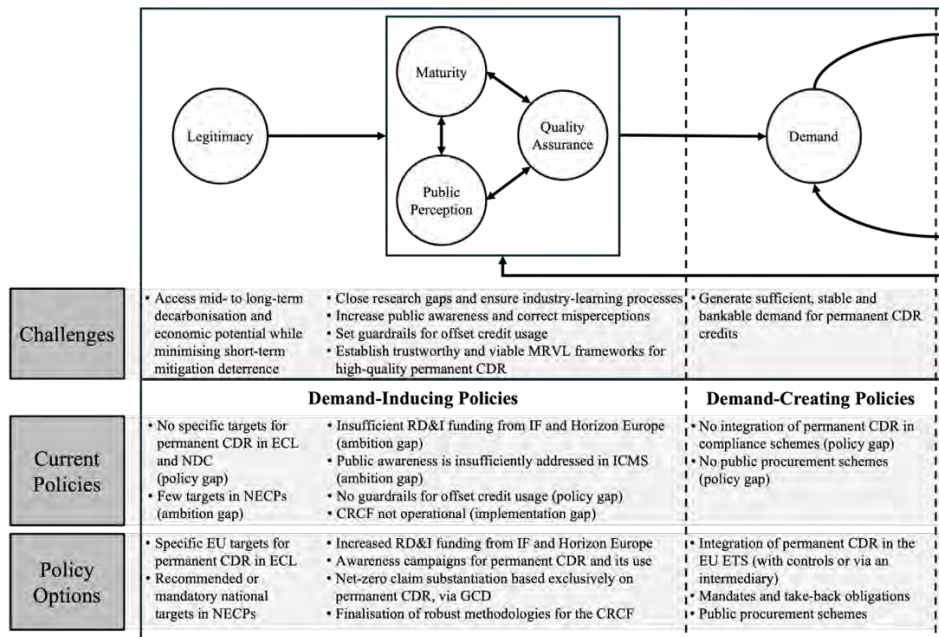 Maturity
Legitimacy
Quality
Assurance
Demand
Public
Perception
Challenges
• Access mid- to long-term
decarbonisation and
economic potential while
minimising short-term
mitigation deterrence
• Close research gaps and ensure industry-learning processes
• Increase public awareness and correct misperceptions
• Set guardrails for offset credit usage
• Establish trustworthy and viable MRVL frameworks for
high-quality permanent CDR
• Generate sufficient, stable and
bankable demand for permanent CDR
credits
Demand-Inducing Policies
Demand-Creating Policies
Current
Policies
• No specific targets for
permanent CDR in ECL
and NDC
(policy gap)
• Few targets in NECPs
(ambition gap)
• Insufficient RD&I funding from IF and Horizon Europe
(ambition gap)
• Public awareness is insufficiently addressed in ICMS
(ambition gap)
• No guardrails for offset credit usage (policy gap)
• CRCF not operational (implementation gap)
• No integration of permanent CDR in
compliance schemes (policy gap)
• No public procurement schemes
(policy gap)
Policy
Options
• Specific EU targets for
permanent CDR in ECL
• Recommended or
mandatory national
targets in NECPs
• Increased RD&I funding from IF and Horizon Europe
• Awareness campaigns for permanent CDR and its use
• Net-zero claim substantiation based exclusively on
permanent CDR, via GCD
• Finalisation of robust methodologies for the CRCF
• Integration of permanent CDR in the
EU ETS (with controls or via an
intermediary)
• Mandates and take-back obligations
• Public procurement schemes